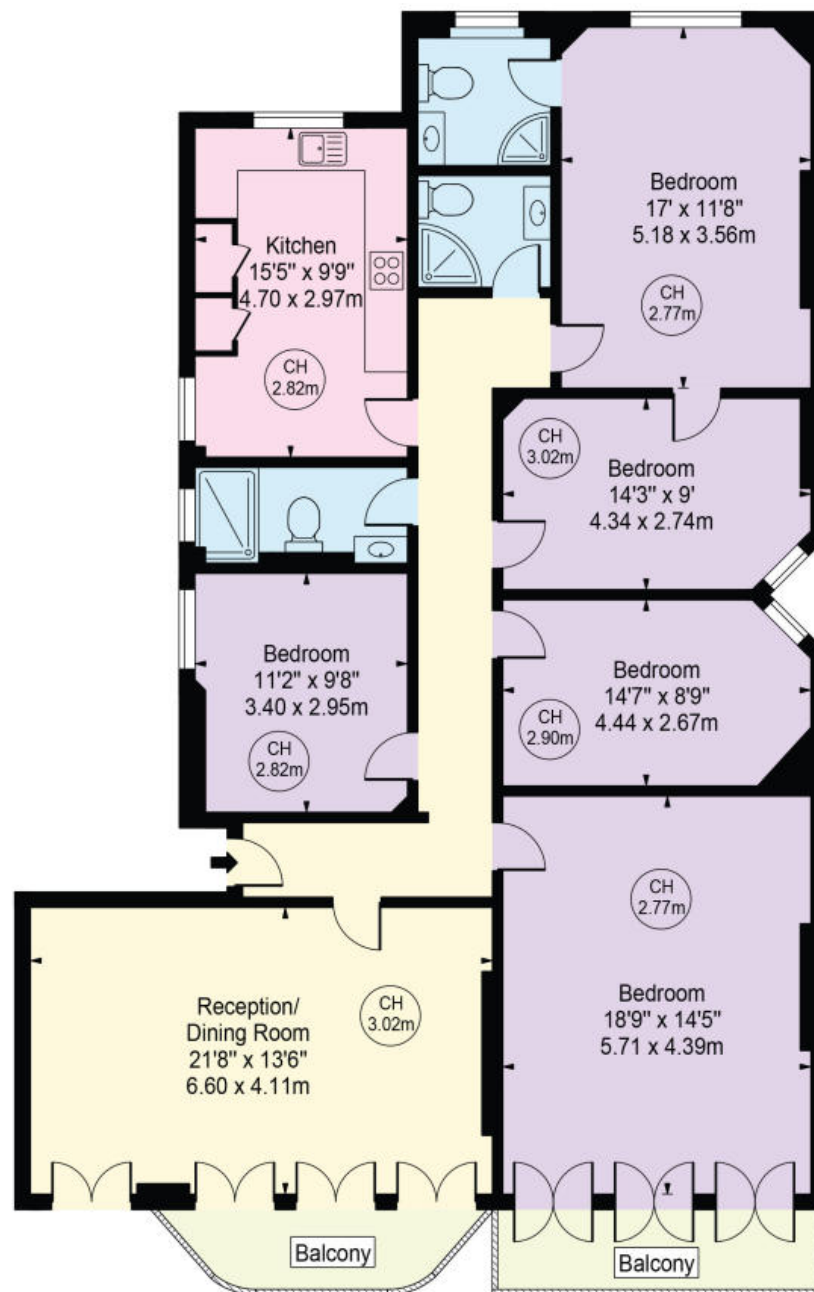 Bedroom
17' x 11'8"
5.18 x 3.56m
CH
2.77m
Kitchen
15'5" x 9'9"
4.70 x 2.97m
CH
2.82m
CH
3.02m
Bedroom
14'3" x 9'
4.34 x 2.74m
Bedroom
11'2" x 9'8"
3.40 x 2.95m
CH
2.82m
Bedroom
14'7" x 8'9"
4.44 x 2.67m
CH
2.90m
CH
2.77m
Bedroom
18'9" x 14'5"
5.71 x 4.39m
Reception/
Dining Room
21'8" x 13'6"
6.60 x 4.11m
CH
3.02m
Balcony
Balcony